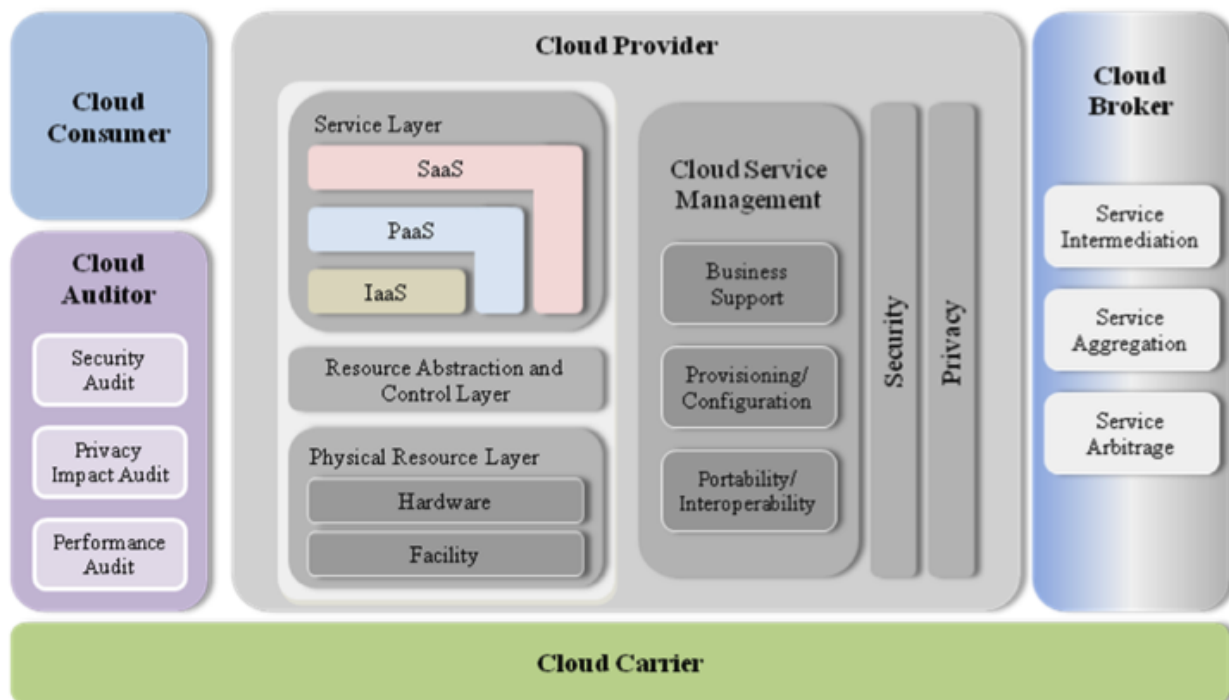 Cloud
Consumer
Cloud
Auditor
Security
Audit
Privacy
Impact Audit
Performance
Audit
Cloud Provider
Service Layer
SaaS
PaaS
IaaS
Resource Abstraction and
Control Layer
Physical Resource Layer
Hardware
Facility
Cloud Service
Management
Business
Support
Provisioning/
Configuration
Portability/
Interoperability
Security
Privacy
Cloud
Broker
Service
Intermediation
Service
Aggregation
Service
Arbitrage
Cloud Carrier